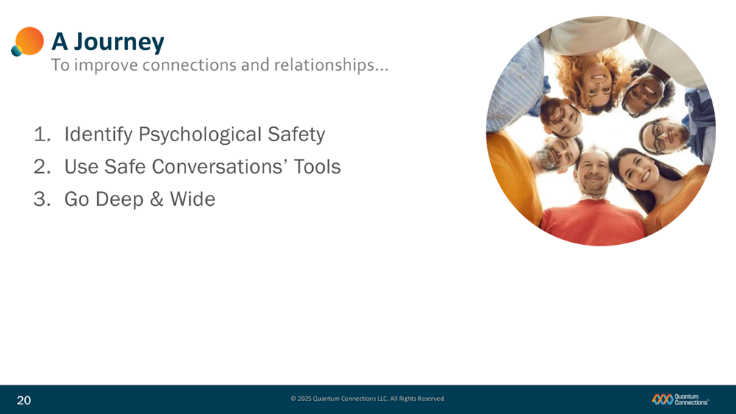 A Journey
To improve connections and relationships...
1. Identify Psychological Safety
2. Use Safe Conversations’ Tools
3. Go Deep & Wide
20
© 2025 Quantum Connections LLC. All Rights Reserved.
Quantum
Connections™